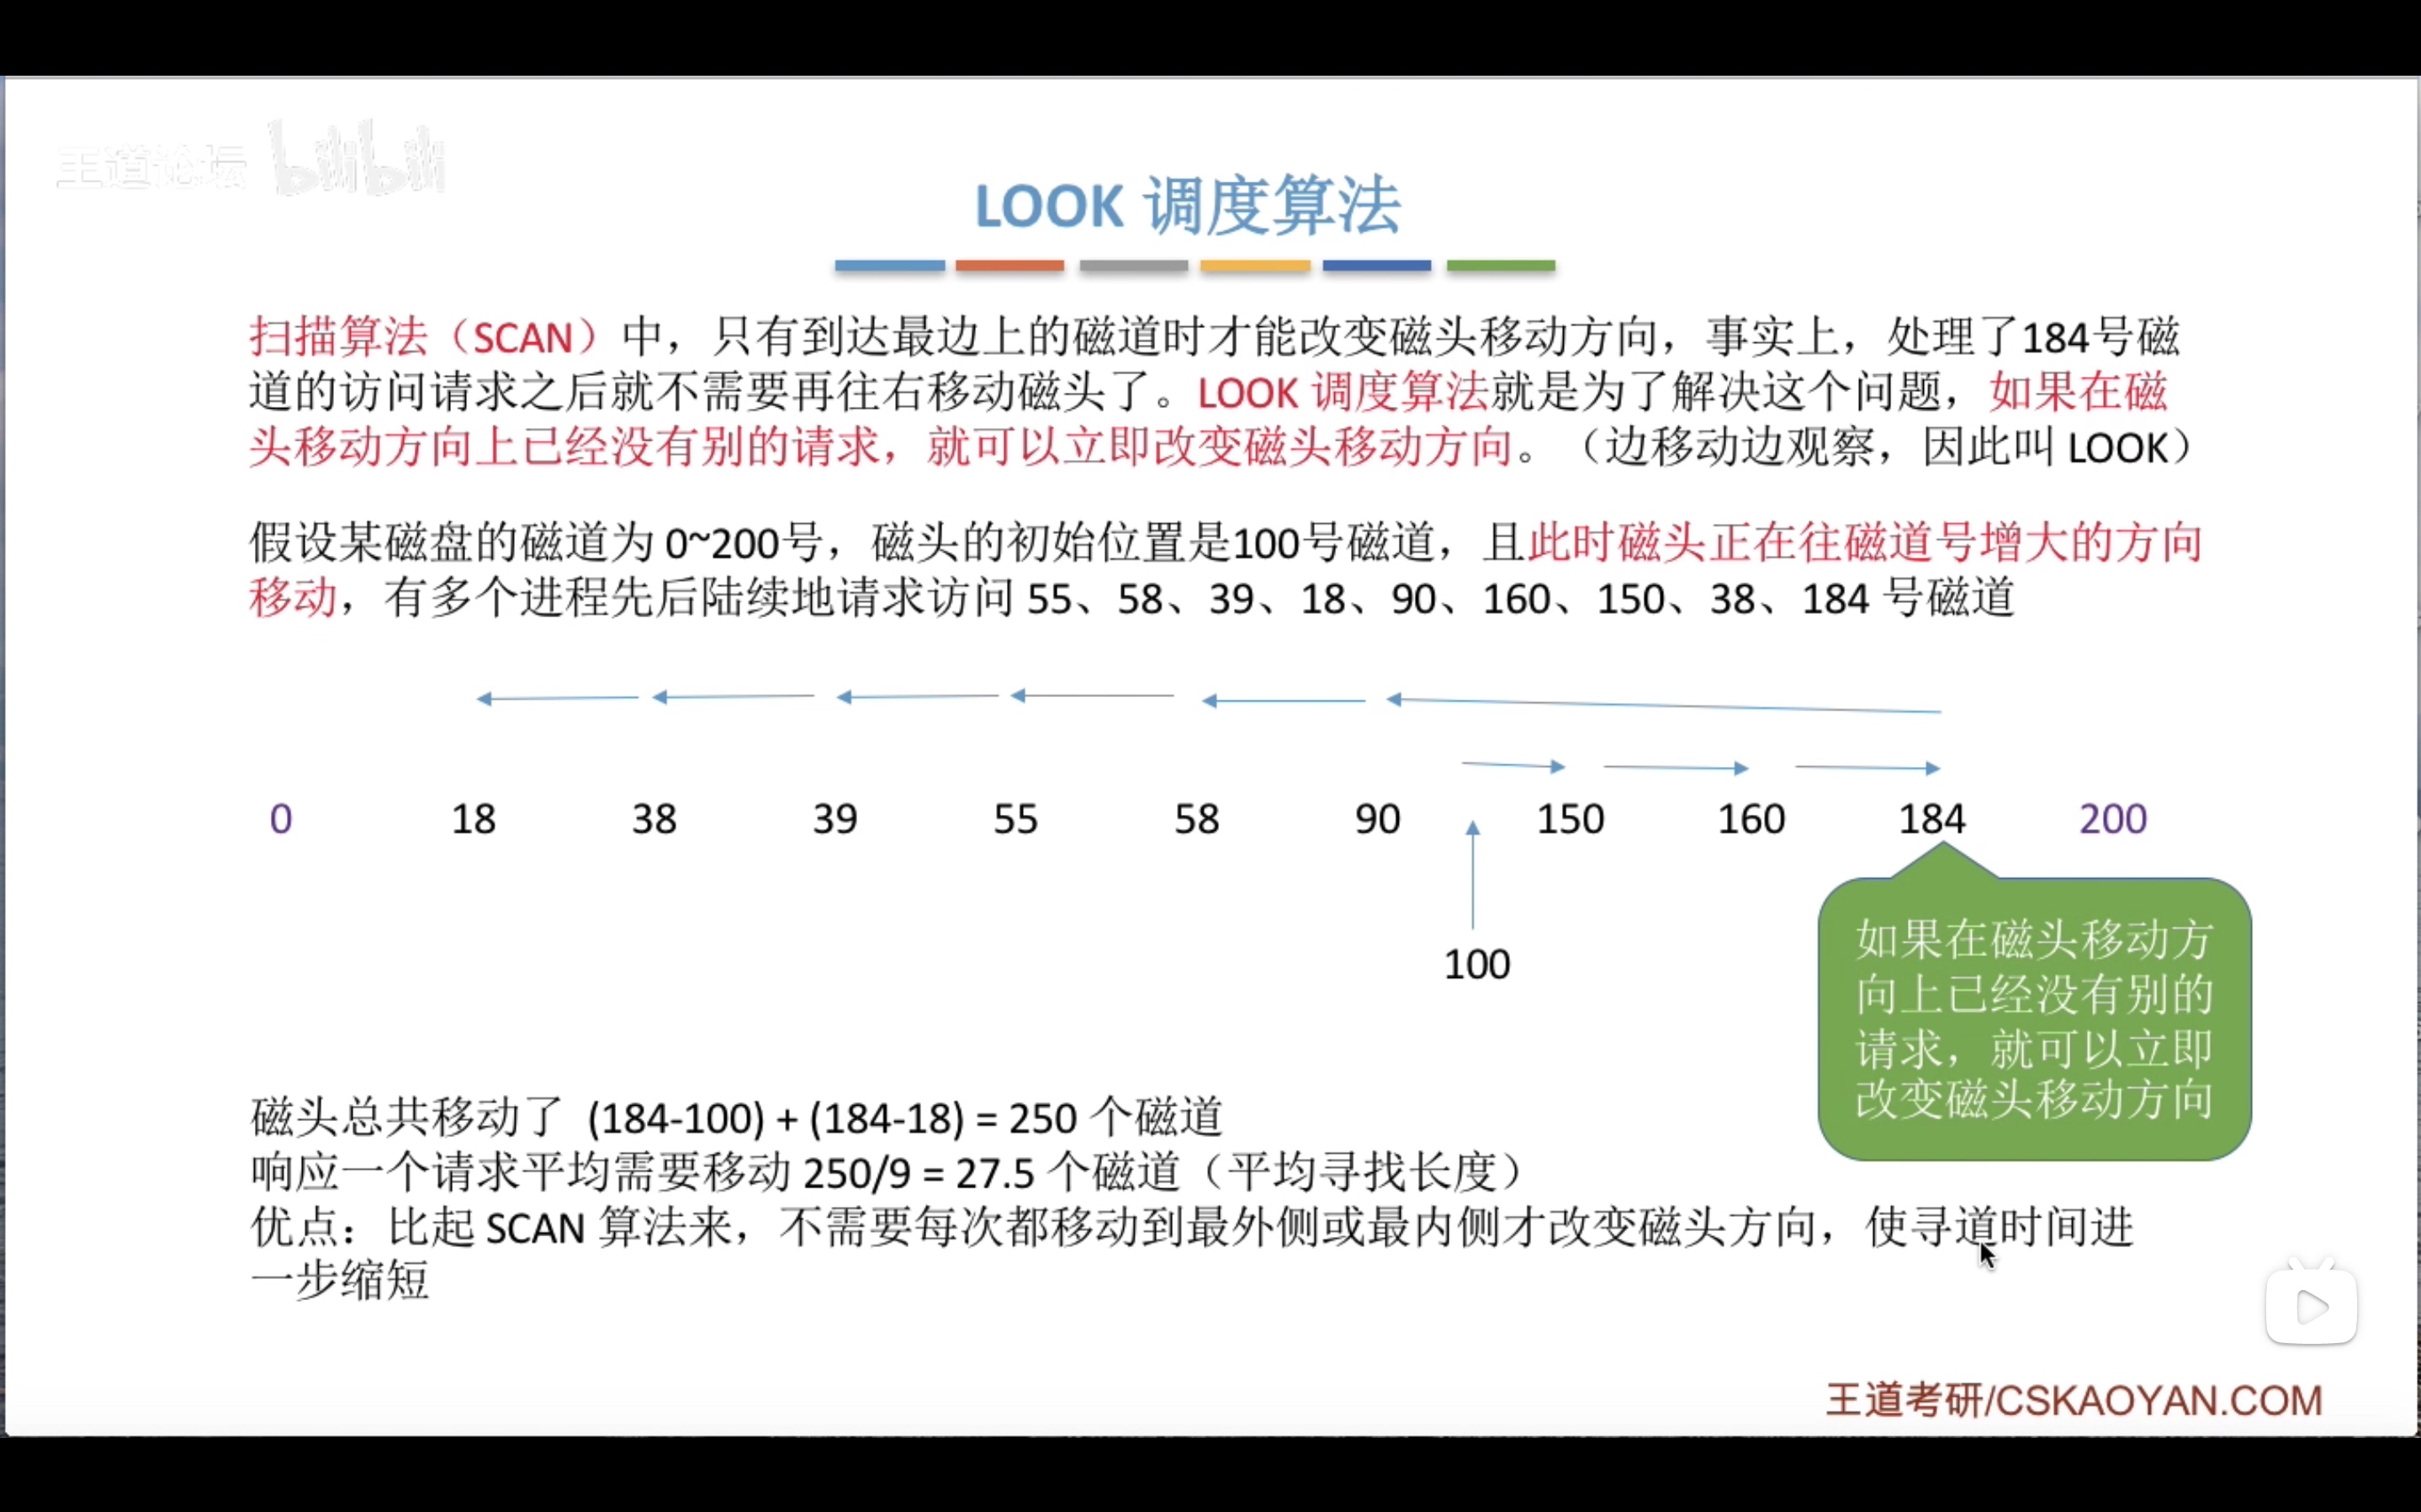 王道论坛 bilibili
LOOK 调度算法
扫描算法（SCAN）中，只有到达最边上的磁道时才能改变磁头移动方向，事实上，处理了184号磁
道的访问请求之后就不需要再往右移动磁头了。LOOK 调度算法就是为了解决这个问题，如果在磁
头移动方向上已经没有别的请求，就可以立即改变磁头移动方向。（边移动边观察，因此叫 LOOK）
假设某磁盘的磁道为 0~200号，磁头的初始位置是100号磁道，且此时磁头正在往磁道号增大的方向
移动，有多个进程先后陆续地请求访问 55、58、39、18、90、160、150、38、184 号磁道
0 18 38 39 55 58 90 150 160 184 200
100
如果在磁头移动方
向上已经没有别的
请求，就可以立即
改变磁头移动方向
磁头总共移动了 (184-100) + (184-18) = 250 个磁道
响应一个请求平均需要移动 250/9 = 27.5 个磁道（平均寻找长度）
优点：比起 SCAN 算法来，不需要每次都移动到最外侧或最内侧才改变磁头方向，使寻道时间进
一步缩短
王道考研/CSKAOYAN.COM